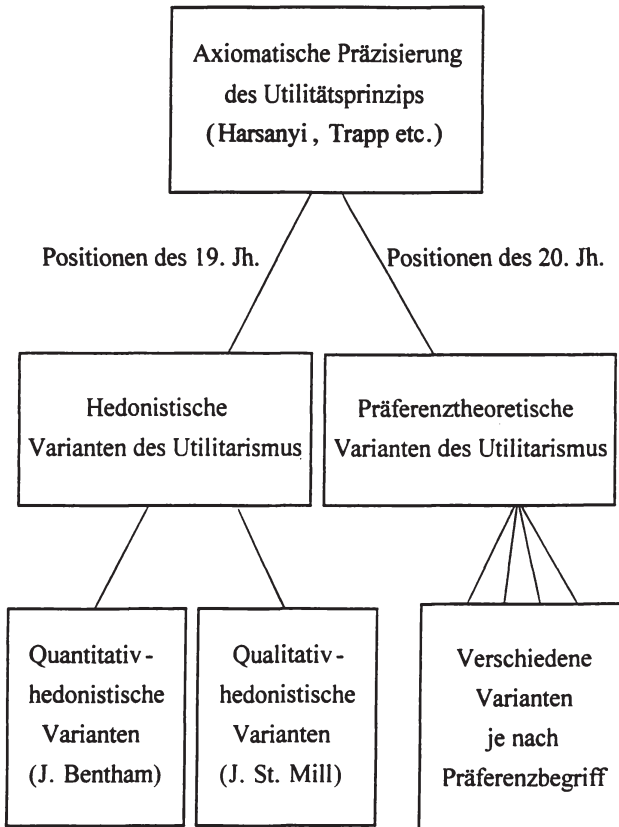 Axiomatische Präzisierung
des Utilitätsprinzips
(Harsanyi, Trapp etc.)
Positionen des 19. Jh.
Positionen des 20. Jh.
Hedonistische
Varianten des Utilitarismus
Präferenztheoretische
Varianten des Utilitarismus
Quantitativ-
hedonistische
Varianten
(J. Bentham)
Qualitativ-
hedonistische
Varianten
(J. St. Mill)
Verschiedene
Varianten
je nach
Präferenzbegriff